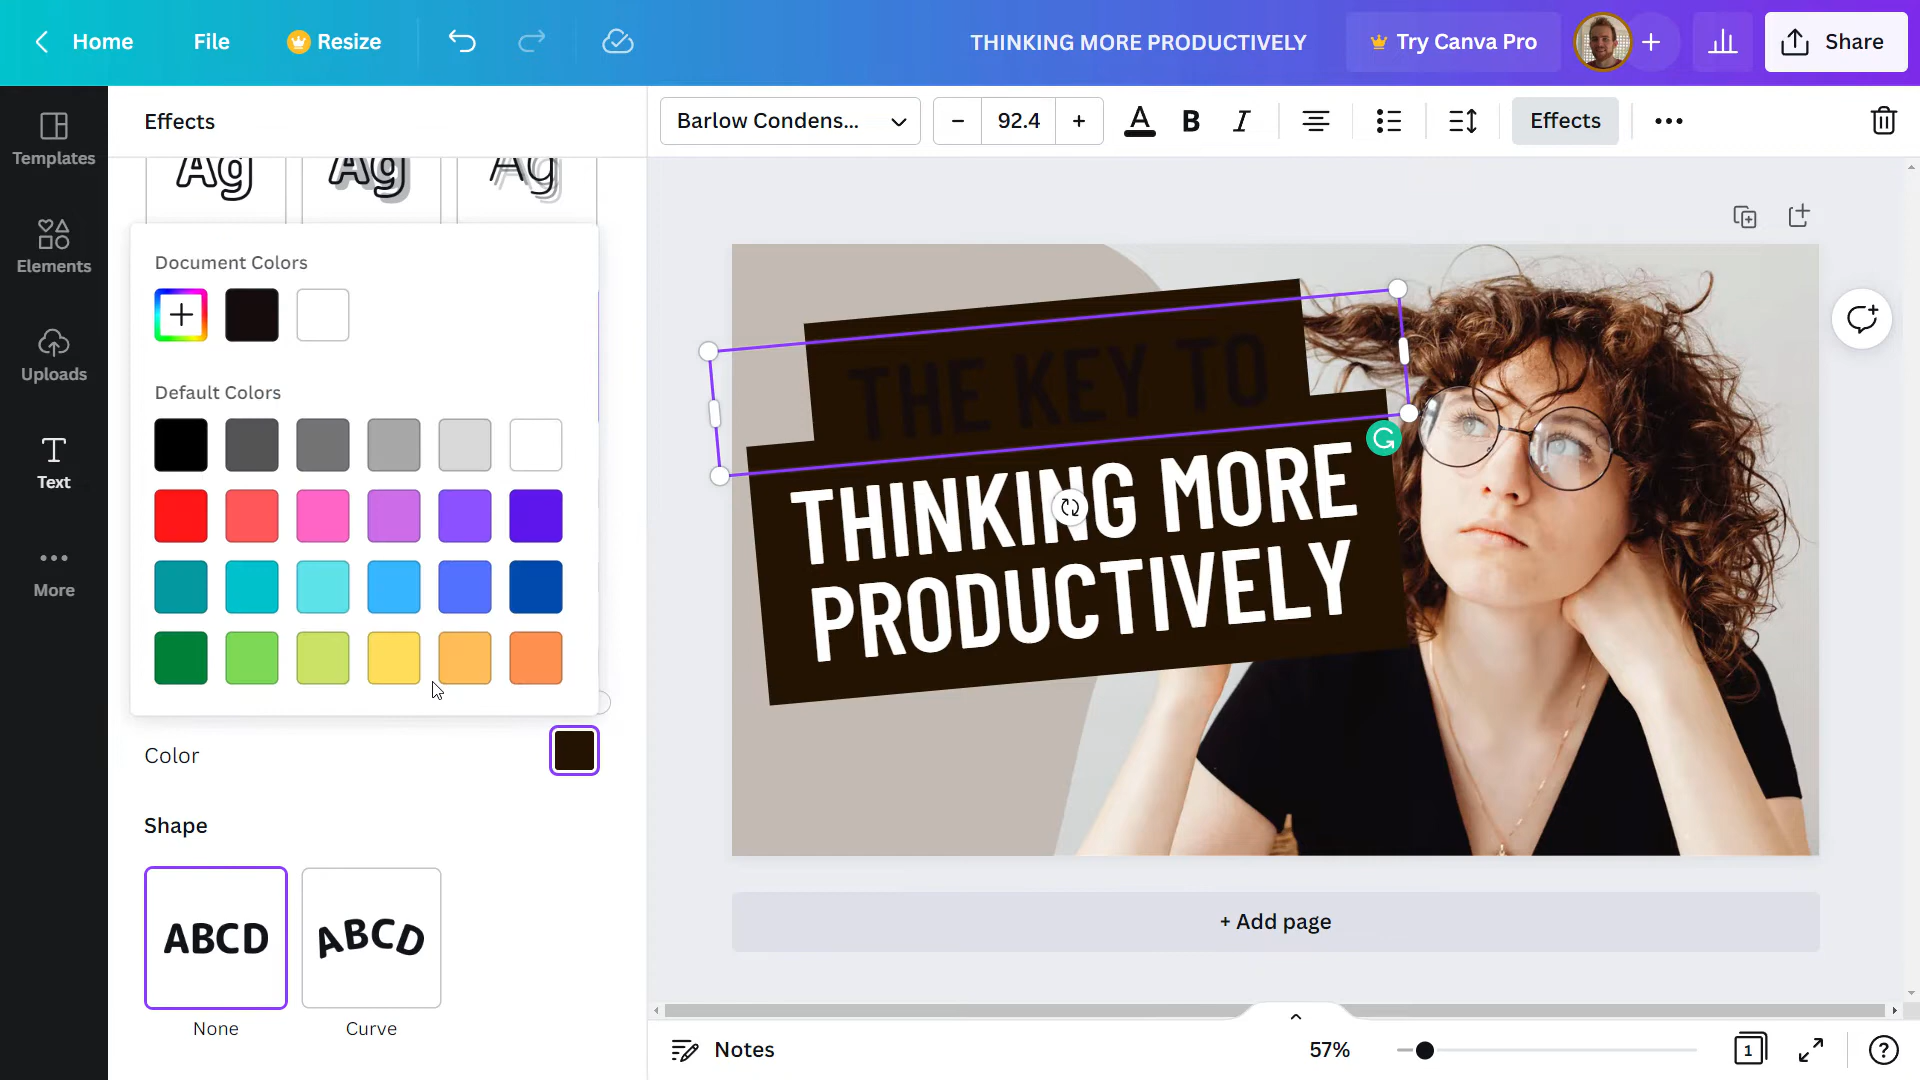 Home
File
Resize
THINKING MORE PRODUCTIVELY
Try Canva Pro
Share
Templates
Elements
Uploads
Text
More
Effects
Ag
Ag
Ag
Document Colors
Default Colors
Color
Shape
ABCD
None
ABCD
Curve
Barlow Condens...
92.4
A
B
I
Effects
THE KEY TO
THINKING MORE
PRODUCTIVELY
+ Add page
Notes
57%
1
?